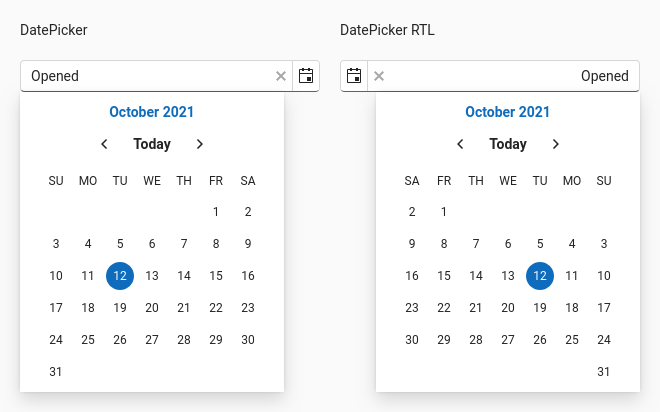 DatePicker
Opened
October 2021
Today
SU MO TU WE TH FR SA
1 2
3 4 5 6 7 8 9
10 11 12 13 14 15 16
17 18 19 20 21 22 23
24 25 26 27 28 29 30
31
DatePicker RTL
Opened
October 2021
Today
SA FR TH WE TU MO SU
2 1
9 8 7 6 5 4 3
16 15 14 13 12 11 10
23 22 21 20 19 18 17
30 29 28 27 26 25 24
31